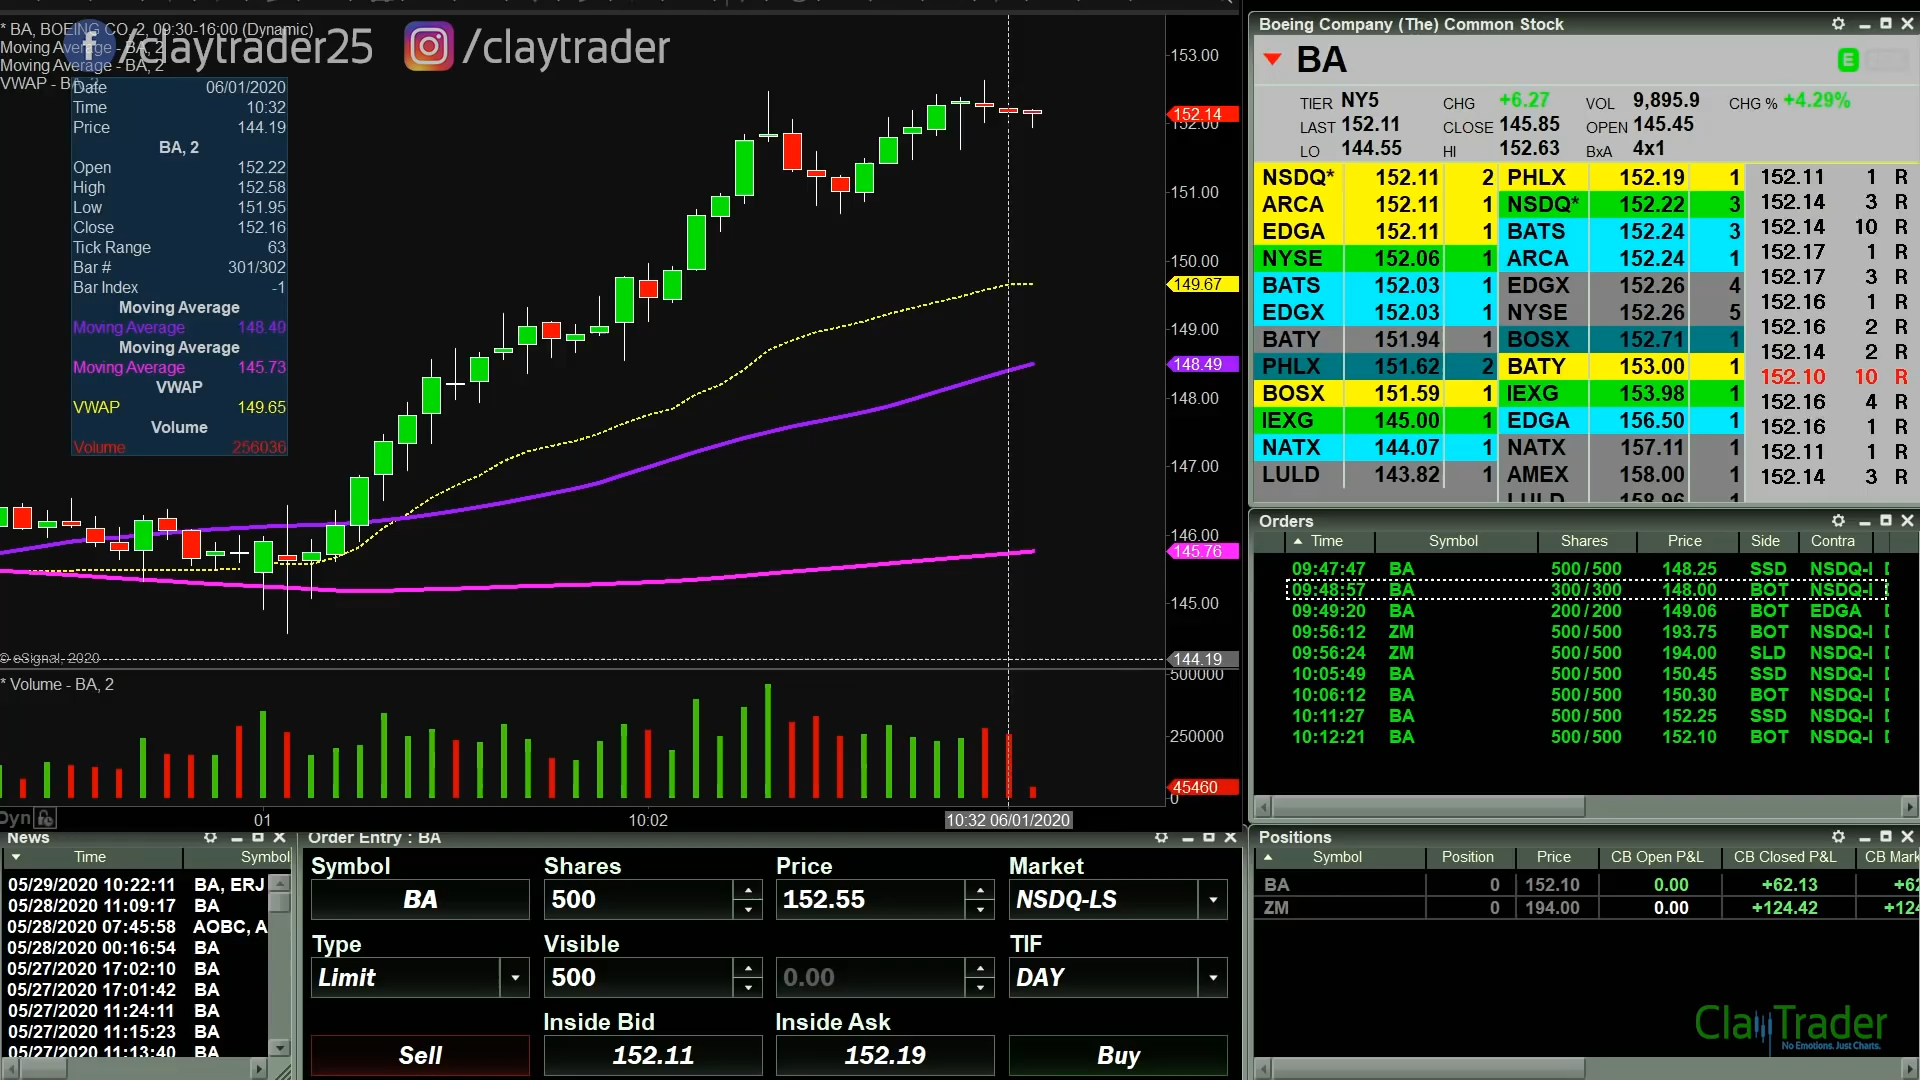 * BA, BOEING CO, 2, 09:30-16:00 (Dynamic)
Moving Average - BA, 2
Moving Average - BA, 2
VWAP - BA, 2
/claytrader25
/claytrader
Date 06/01/2020
Time 10:32
Price 144.19
BA, 2
Open 152.22
High 152.58
Low 151.95
Close 152.16
Tick Range 63
Bar # 301/302
Bar Index -1
Moving Average
Moving Average 148.49
Moving Average
Moving Average 145.73
VWAP
VWAP 149.65
Volume
Volume 256036
153.00
152.14
152.00
151.00
150.00
149.67
149.00
148.49
148.00
147.00
146.00
145.76
145.00
144.19
© eSignal, 2020
* Volume - BA, 2
500000
250000
45460
0
Dyn
01
10:02
10:32 06/01/2020
Boeing Company (The) Common Stock
BA
E
TIER NY5 CHG +6.27 VOL 9,895.9 CHG % +4.29%
LAST 152.11 CLOSE 145.85 OPEN 145.45
LO 144.55 HI 152.63 BxA 4x1
NSDQ* 152.11 2 PHLX 152.19 1 152.11 1 R
ARCA 152.11 1 NSDQ* 152.22 3 152.14 3 R
EDGA 152.11 1 BATS 152.24 3 152.14 10 R
NYSE 152.06 1 ARCA 152.24 1 152.17 1 R
BATS 152.03 1 EDGX 152.26 4 152.17 3 R
EDGX 152.03 1 NYSE 152.26 5 152.16 1 R
BATY 151.94 1 BOSX 152.71 1 152.16 2 R
PHLX 151.62 2 BATY 153.00 1 152.14 2 R
BOSX 151.59 1 IEXG 153.98 1 152.10 10 R
IEXG 145.00 1 EDGA 156.50 1 152.16 4 R
NATX 144.07 1 NATX 157.11 1 152.16 1 R
LULD 143.82 1 AMEX 158.00 1 152.11 1 R
LULD 158.96 1 152.14 3 R
Orders
Time Symbol Shares Price Side Contra
09:47:47 BA 500/500 148.25 SSD NSDQ-
09:48:57 BA 300/300 148.00 BOT NSDQ-
09:49:20 BA 200/200 149.06 BOT EDGA
09:56:12 ZM 500/500 193.75 BOT NSDQ-
09:56:24 ZM 500/500 194.00 SLD NSDQ-
10:05:49 BA 500/500 150.45 SSD NSDQ-
10:06:12 BA 500/500 150.30 BOT NSDQ-
10:11:27 BA 500/500 152.25 SSD NSDQ-
10:12:21 BA 500/500 152.10 BOT NSDQ-
News
Time Symbol
05/29/2020 10:22:11 BA, ERJ
05/28/2020 11:09:17 BA
05/28/2020 07:45:58 AOBC, A
05/28/2020 00:16:54 BA
05/27/2020 17:02:10 BA
05/27/2020 17:01:42 BA
05/27/2020 11:24:11 BA
05/27/2020 11:15:23 BA
05/27/2020 11:13:40 BA
Order Entry : BA
Symbol Shares Price Market
BA 500 152.55 NSDQ-LS
Type Visible TIF
Limit 500 0.00 DAY
Inside Bid Inside Ask
Sell 152.11 152.19 Buy
Positions
Symbol Position Price CB Open P&L CB Closed P&L CB Mark
BA 0 152.10 0.00 +62.13 +62
ZM 0 194.00 0.00 +124.42 +124
ClayTrader
No Emotions. Just Charts.